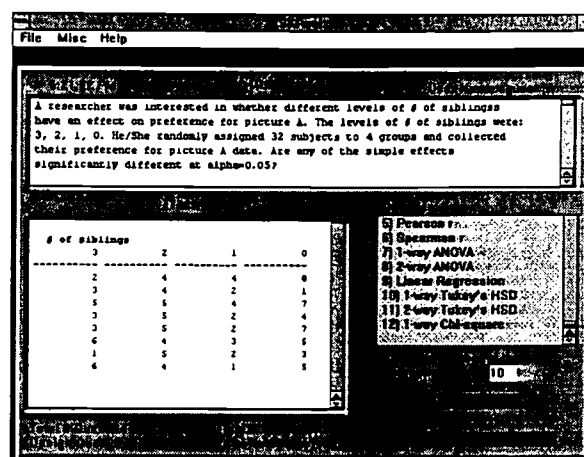 File Misc Help
A researcher was interested in whether different levels of # of siblingss
have an effect on preference for picture A. The levels of # of siblings were:
3, 2, 1, 0. He/She randomly assigned 32 subjects to 4 groups and collected
their preference for picture A data. Are any of the simple effects
significantly different at alpha=0.05?
# of siblings
3 2 1 0
2 4 4 8
3 4 2 1
5 5 4 7
3 5 2 4
3 5 2 7
6 4 3 5
1 5 2 3
6 4 1 5
5) Pearson r
6) Spearman r
7) 1-way ANOVA
8) 2-way ANOVA
9) Linear Regression
10) 1-way Tukey's HSD
11) 2-way Tukey's HSD
12) 1-way Chi-square
10